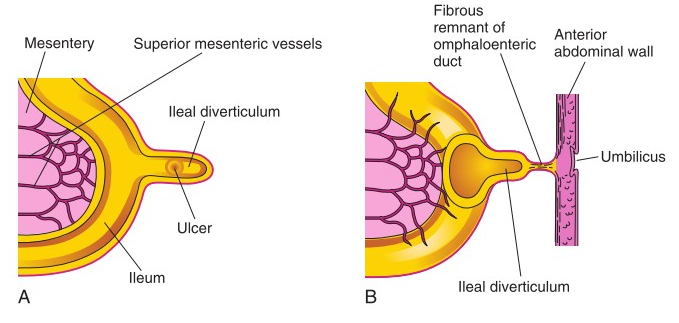 Mesentery
Superior mesenteric vessels
Ileal diverticulum
Ulcer
Ileum
A
Fibrous
remnant of
omphaloenteric
duct
Anterior
abdominal wall
Umbilicus
Ileal diverticulum
B